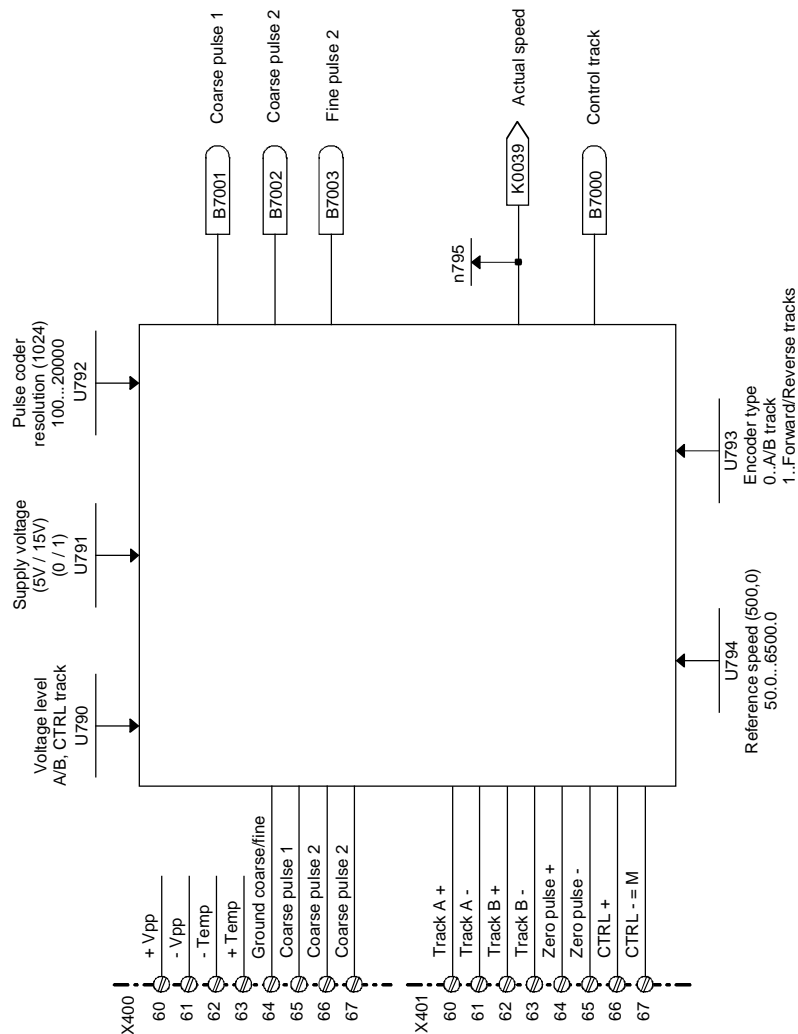 Voltage level
A/B, CTRL track
U790
Supply voltage
(5V / 15V)
(0 / 1)
U791
Pulse coder
resolution (1024)
100...20000
U792
X400
60 + Vpp
61 - Vpp
62 - Temp
63 + Temp
64 Ground coarse/fine
65 Coarse pulse 1
66 Coarse pulse 2
67 Coarse pulse 2
X401
60 Track A +
61 Track A -
62 Track B +
63 Track B -
64 Zero pulse +
65 Zero pulse -
66 CTRL +
67 CTRL - = M
B7001 Coarse pulse 1
B7002 Coarse pulse 2
B7003 Fine pulse 2
n795
K0039 Actual speed
B7000 Control track
U794
Reference speed (500,0)
50.0...6500.0
U793
Encoder type
0..A/B track
1..Forward/Reverse tracks